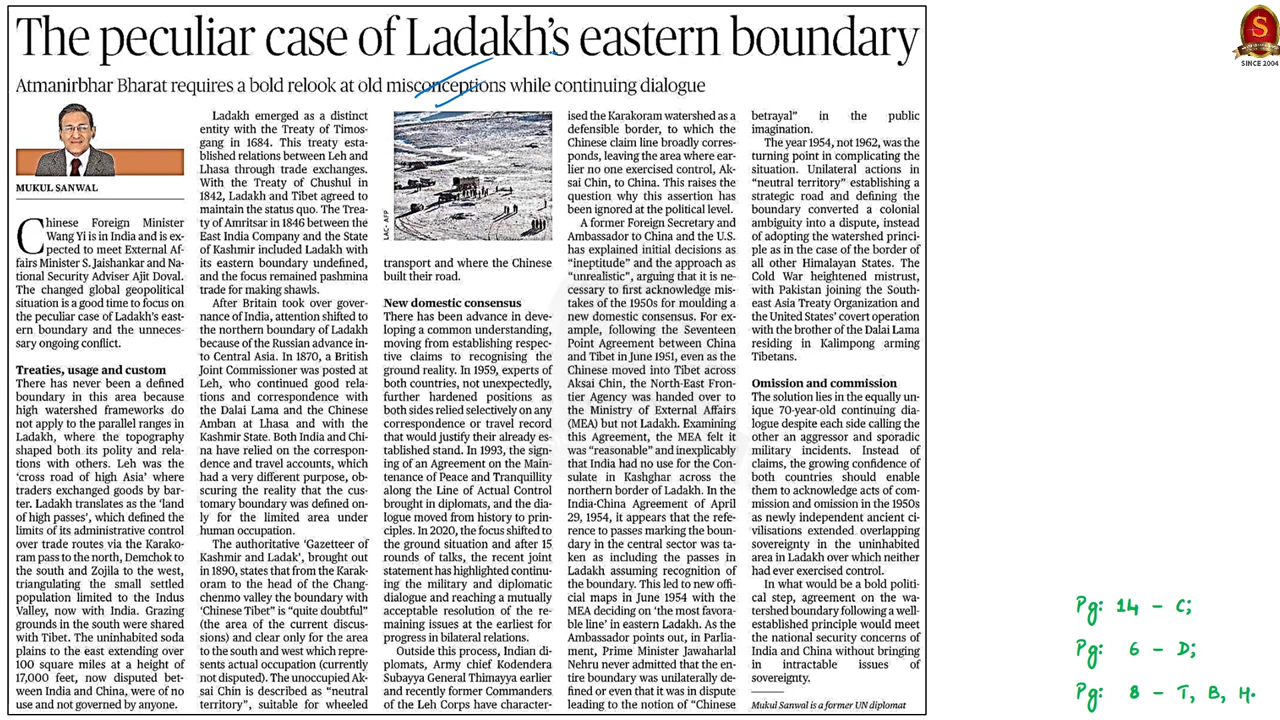 The peculiar case of Ladakh's eastern boundary
Atmanirbhar Bharat requires a bold relook at old misconceptions while continuing dialogue
MUKUL SANWAL
Chinese Foreign Minister
Wang Yi is in India and is ex-
pected to meet External Af-
fairs Minister S. Jaishankar and Na-
tional Security Adviser Ajit Doval.
The changed global geopolitical
situation is a good time to focus on
the peculiar case of Ladakh's east-
ern boundary and the unneces-
sary ongoing conflict.
Treaties, usage and custom
There has never been a defined
boundary in this area because
high watershed frameworks do
not apply to the parallel ranges in
Ladakh, where the topography
shaped both its polity and rela-
tions with others. Leh was the
'cross road of high Asia' where
traders exchanged goods by bar-
ter. Ladakh translates as the 'land
of high passes', which defined the
limits of its administrative control
over trade routes via the Karako-
ram pass to the north, Demchok to
the south and Zojila to the west,
triangulating the small settled
population limited to the Indus
Valley, now with India. Grazing
grounds in the south were shared
with Tibet. The uninhabited soda
plains to the east extending over
100 square miles at a height of
17,000 feet, now disputed bet-
ween India and China, were of no
use and not governed by anyone.
Ladakh emerged as a distinct
entity with the Treaty of Timos-
gang in 1684. This treaty esta-
blished relations between Leh and
Lhasa through trade exchanges.
With the Treaty of Chushul in
1842, Ladakh and Tibet agreed to
maintain the status quo. The Trea-
ty of Amritsar in 1846 between the
East India Company and the State
of Kashmir included Ladakh with
its eastern boundary undefined,
and the focus remained pashmina
trade for making shawls.
After Britain took over gover-
nance of India, attention shifted to
the northern boundary of Ladakh
because of the Russian advance in-
to Central Asia. In 1870, a British
Joint Commissioner was posted at
Leh, who continued good rela-
tions and correspondence with
the Dalai Lama and the Chinese
Amban at Lhasa and with the
Kashmir State. Both India and Chi-
na have relied on the correspon-
dence and travel accounts, which
had a very different purpose, ob-
scuring the reality that the cus-
tomary boundary was defined on-
ly for the limited area under
human occupation.
The authoritative 'Gazetteer of
Kashmir and Ladak', brought out
in 1890, states that from the Karak-
oram to the head of the Chang-
chenmo valley the boundary with
'Chinese Tibet" is "quite doubtful"
(the area of the current discus-
sions) and clear only for the area
to the south and west which rep-
resents actual occupation (currently
not disputed). The unoccupied Ak-
sai Chin is described as "neutral
territory", suitable for wheeled
LAC- AFP
transport and where the Chinese
built their road.
New domestic consensus
There has been advance in deve-
loping a common understanding,
moving from establishing respec-
tive claims to recognising the
ground reality. In 1959, experts of
both countries, not unexpectedly,
further hardened positions as
both sides relied selectively on any
correspondence or travel record
that would justify their already es-
tablished stand. In 1993, the sign-
ing of an Agreement on the Main-
tenance of Peace and Tranquillity
along the Line of Actual Control
brought in diplomats, and the dia-
logue moved from history to prin-
ciples. In 2020, the focus shifted to
the ground situation and after 15
rounds of talks, the recent joint
statement has highlighted continu-
ing the military and diplomatic
dialogue and reaching a mutually
acceptable resolution of the re-
maining issues at the earliest for
progress in bilateral relations.
Outside this process, Indian di-
plomats, Army chief Kodendera
Subayya General Thimayya earlier
and recently former Commanders
of the Leh Corps have character-
ised the Karakoram watershed as a
defensible border, to which the
Chinese claim line broadly corres-
ponds, leaving the area where ear-
lier no one exercised control, Ak-
sai Chin, to China. This raises the
question why this assertion has
been ignored at the political level.
A former Foreign Secretary and
Ambassador to China and the U.S.
has explained initial decisions as
"ineptitude" and the approach as
"unrealistic", arguing that it is ne-
cessary to first acknowledge mis-
takes of the 1950s for moulding a
new domestic consensus. For ex-
ample, following the Seventeen
Point Agreement between China
and Tibet in June 1951, even as the
Chinese moved into Tibet across
Aksai Chin, the North-East Fron-
tier Agency was handed over to
the Ministry of External Affairs
(MEA) but not Ladakh. Examining
this Agreement, the MEA felt it
was "reasonable" and inexplicably
that India had no use for the Con-
sulate in Kashghar across the
northern border of Ladakh. In the
India-China Agreement of April
29, 1954, it appears that the refe-
rence to passes marking the boun-
dary in the central sector was ta-
ken as including the passes in
Ladakh assuming recognition of
the boundary. This led to new offi-
cial maps in June 1954 with the
MEA deciding on 'the most favora-
ble line' in eastern Ladakh. As the
Ambassador points out, in Parlia-
ment, Prime Minister Jawaharlal
Nehru never admitted that the en-
tire boundary was unilaterally de-
fined or even that it was in dispute
leading to the notion of "Chinese
betrayal" in the public
imagination.
The year 1954, not 1962, was the
turning point in complicating the
situation. Unilateral actions in
"neutral territory" establishing a
strategic road and defining the
boundary converted a colonial
ambiguity into a dispute, instead
of adopting the watershed princi-
ple as in the case of the border of
all other Himalayan States. The
Cold War heightened mistrust,
with Pakistan joining the South-
east Asia Treaty Organization and
the United States' covert operation
with the brother of the Dalai Lama
residing in Kalimpong arming
Tibetans.
Omission and commission
The solution lies in the equally un-
ique 70-year-old continuing dia-
logue despite each side calling the
other an aggressor and sporadic
military incidents. Instead of
claims, the growing confidence of
both countries should enable
them to acknowledge acts of com-
mission and omission in the 1950s
as newly independent ancient ci-
vilisations extended overlapping
sovereignty in the uninhabited
area in Ladakh over which neither
had ever exercised control.
In what would be a bold politi-
cal step, agreement on the wa-
tershed boundary following a well-
established principle would meet
the national security concerns of
India and China without bringing
in intractable issues of
sovereignty.
Mukul Sanwal is a former UN diplomat
S
SINCE 2004
Pg: 14 - C;
Pg: 6 - D;
Pg: 8 - T, B, H.